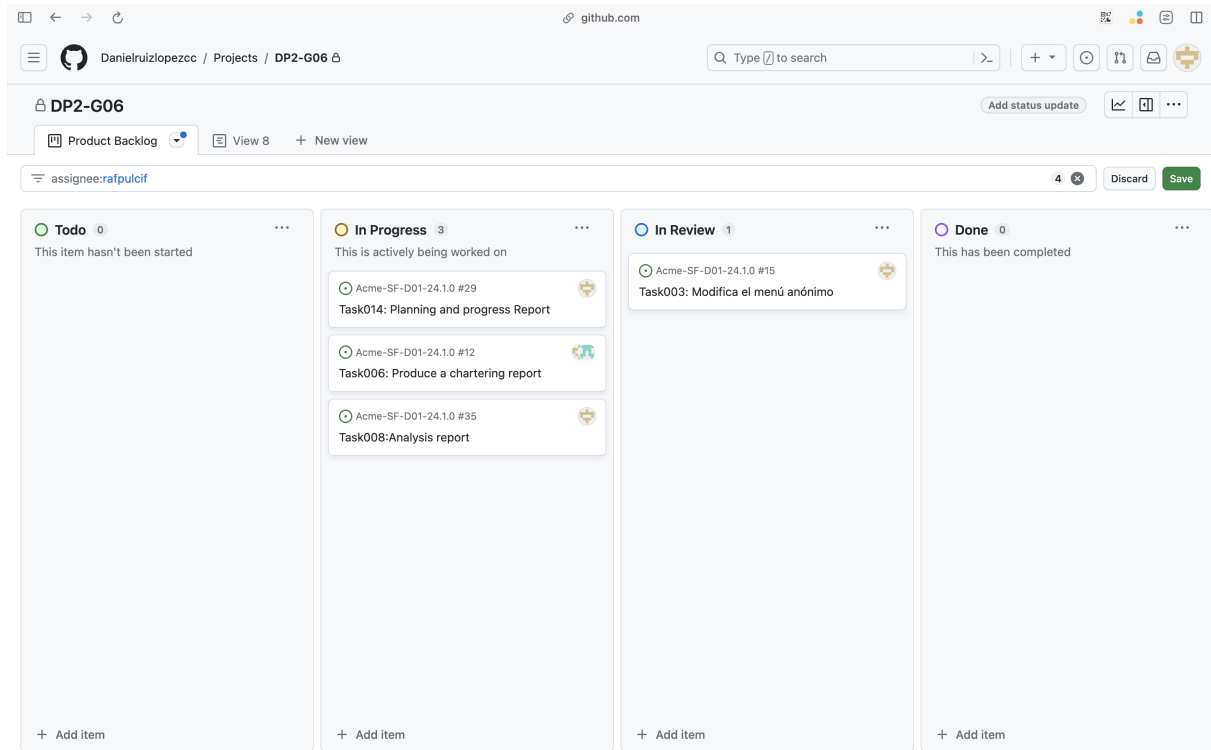 github.com
Danielruizlopezcc / Projects / DP2-G06
Type / to search
DP2-G06
Add status update
Product Backlog
View 8
+ New view
assignee:rafpulcif
4
Discard
Save
Todo 0
This item hasn't been started
+ Add item
In Progress 3
This is actively being worked on
Acme-SF-D01-24.1.0 #29
Task014: Planning and progress Report
Acme-SF-D01-24.1.0 #12
Task006: Produce a chartering report
Acme-SF-D01-24.1.0 #35
Task008:Analysis report
+ Add item
In Review 1
Acme-SF-D01-24.1.0 #15
Task003: Modifica el menú anónimo
+ Add item
Done 0
This has been completed
+ Add item